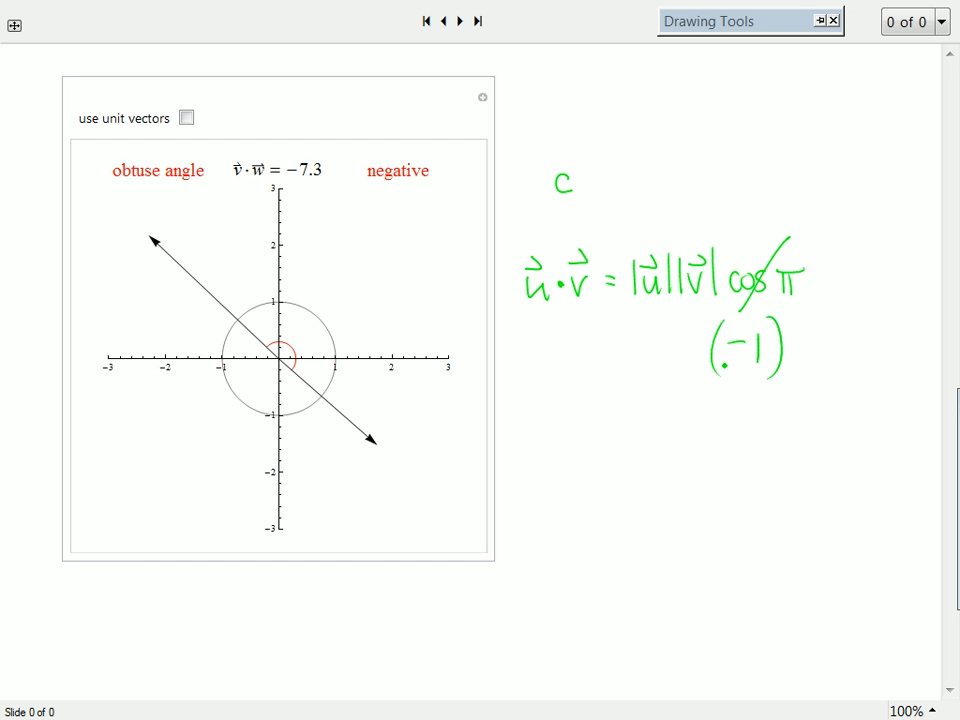 Drawing Tools
0 of 0
use unit vectors
obtuse angle v⃗ · w⃗ = −7.3 negative
3
2
1
−3 −2 −1 1 2 3
−1
−2
−3
c
u⃗ · v⃗ = |u⃗||v⃗| cos π
(−1)
Slide 0 of 0
100%